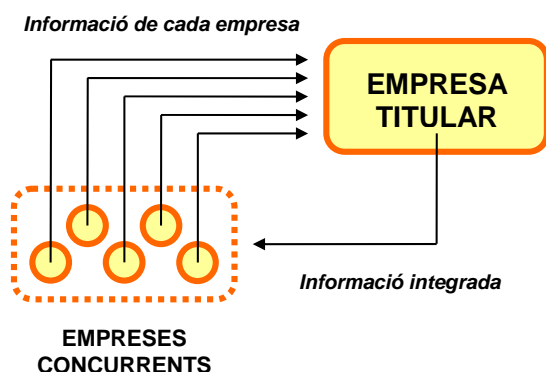 Informació de cada empresa
EMPRESA
TITULAR
Informació integrada
EMPRESES
CONCURRENTS